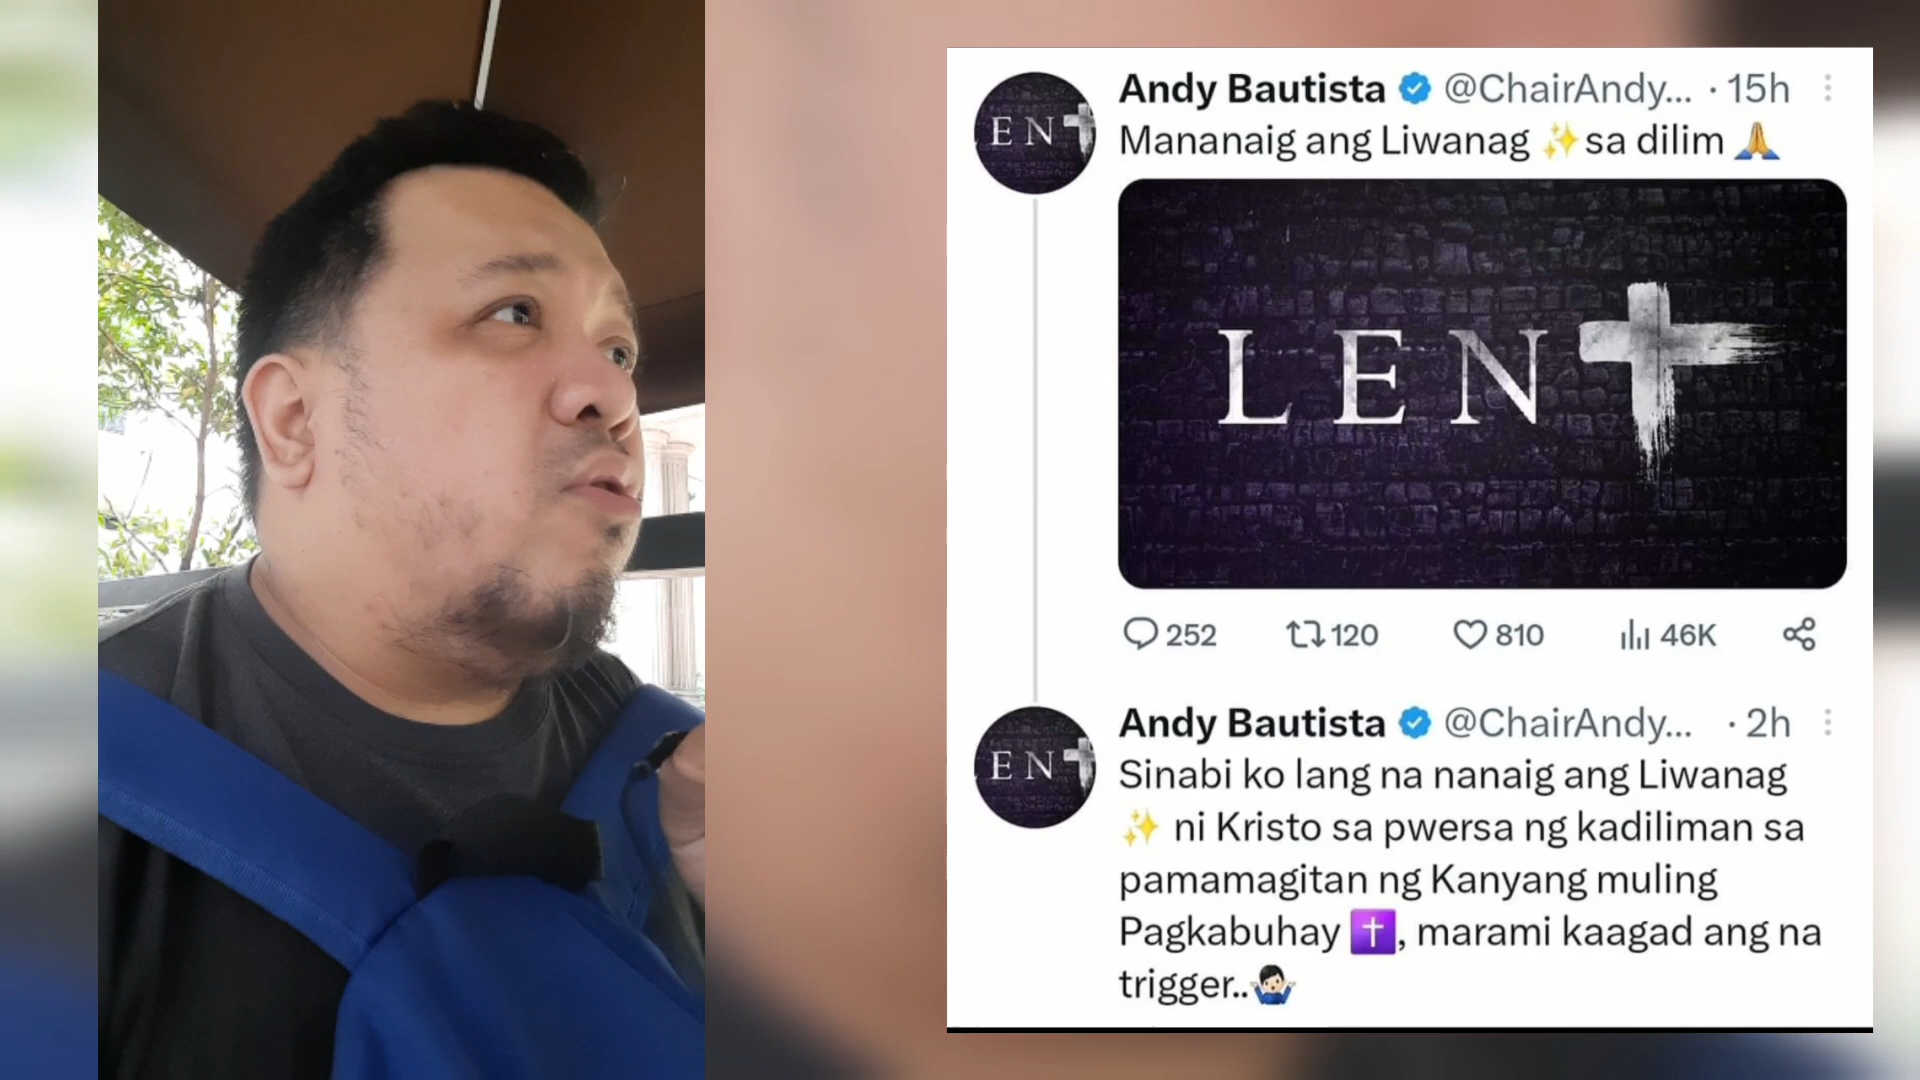 Andy Bautista @ChairAndy... · 15h
Mananaig ang Liwanag ✨sa dilim 🙏
EN
LENT
252 120 810 46K
Andy Bautista @ChairAndy... · 2h
EN
Sinabi ko lang na nanaig ang Liwanag
✨ ni Kristo sa pwersa ng kadiliman sa
pamamagitan ng Kanyang muling
Pagkabuhay ✝️, marami kaagad ang na
trigger..🤷🏻‍♂️